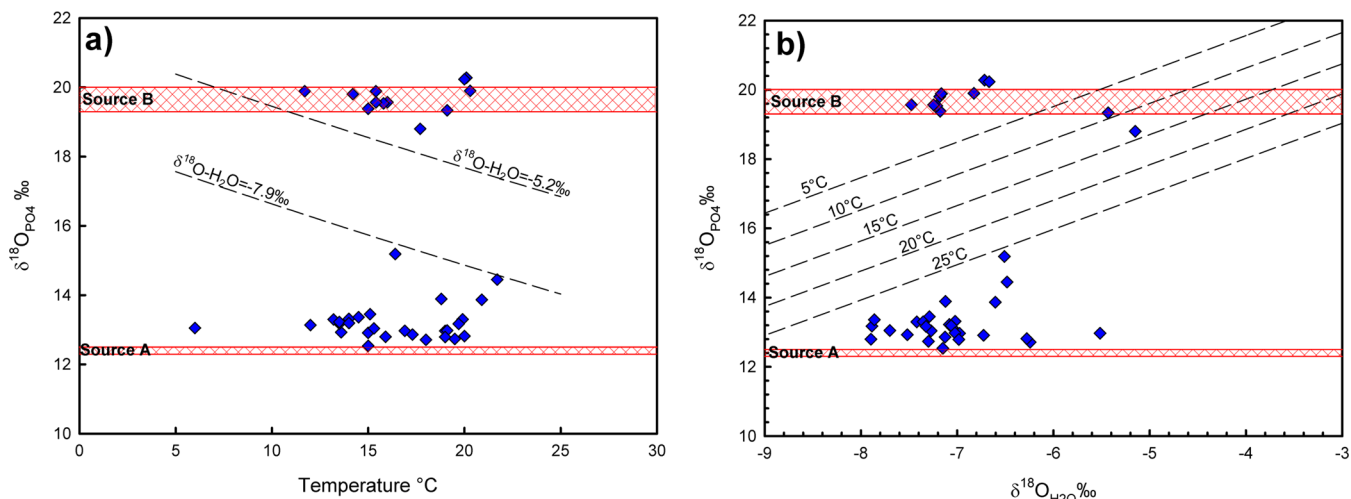 a)
δ18OPO4‰
22
20
18
16
14
12
10
Source B
δ18O-H2O=-5.2‰
δ18O-H2O=-7.9‰
Source A
0 5 10 15 20 25 30
Temperature °C
b)
δ18OPO4‰
22
20
18
16
14
12
10
Source B
5°C
10°C
15°C
20°C
25°C
Source A
-9 -8 -7 -6 -5 -4 -3
δ18OH2O‰